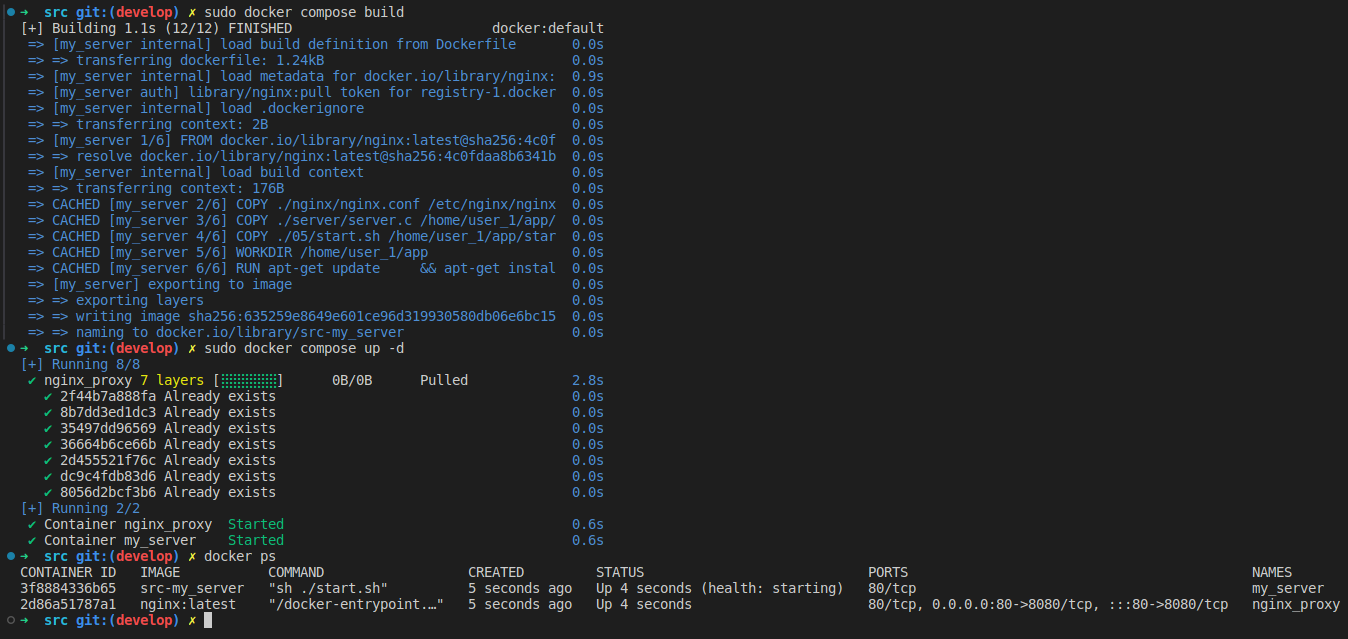 ➜ src git:(develop) ✗ sudo docker compose build
[+] Building 1.1s (12/12) FINISHED docker:default
=> [my_server internal] load build definition from Dockerfile 0.0s
=> => transferring dockerfile: 1.24kB 0.0s
=> [my_server internal] load metadata for docker.io/library/nginx: 0.9s
=> [my_server auth] library/nginx:pull token for registry-1.docker 0.0s
=> [my_server internal] load .dockerignore 0.0s
=> => transferring context: 2B 0.0s
=> [my_server 1/6] FROM docker.io/library/nginx:latest@sha256:4c0f 0.0s
=> => resolve docker.io/library/nginx:latest@sha256:4c0fdaa8b6341b 0.0s
=> [my_server internal] load build context 0.0s
=> => transferring context: 176B 0.0s
=> CACHED [my_server 2/6] COPY ./nginx/nginx.conf /etc/nginx/nginx 0.0s
=> CACHED [my_server 3/6] COPY ./server/server.c /home/user_1/app/ 0.0s
=> CACHED [my_server 4/6] COPY ./05/start.sh /home/user_1/app/star 0.0s
=> CACHED [my_server 5/6] WORKDIR /home/user_1/app 0.0s
=> CACHED [my_server 6/6] RUN apt-get update && apt-get instal 0.0s
=> [my_server] exporting to image 0.0s
=> => exporting layers 0.0s
=> => writing image sha256:635259e8649e601ce96d319930580db06e6bc15 0.0s
=> => naming to docker.io/library/src-my_server 0.0s
➜ src git:(develop) ✗ sudo docker compose up -d
[+] Running 8/8
✔ nginx_proxy 7 layers [⣿⣿⣿⣿⣿⣿⣿] 0B/0B Pulled 2.8s
✔ 2f44b7a888fa Already exists 0.0s
✔ 8b7dd3ed1dc3 Already exists 0.0s
✔ 35497dd96569 Already exists 0.0s
✔ 36664b6ce66b Already exists 0.0s
✔ 2d455521f76c Already exists 0.0s
✔ dc9c4fdb83d6 Already exists 0.0s
✔ 8056d2bcf3b6 Already exists 0.0s
[+] Running 2/2
✔ Container nginx_proxy Started 0.6s
✔ Container my_server Started 0.6s
➜ src git:(develop) ✗ docker ps
CONTAINER ID IMAGE COMMAND CREATED STATUS PORTS NAMES
3f8884336b65 src-my_server "sh ./start.sh" 5 seconds ago Up 4 seconds (health: starting) 80/tcp my_server
2d86a51787a1 nginx:latest "/docker-entrypoint.…" 5 seconds ago Up 4 seconds 80/tcp, 0.0.0.0:80->8080/tcp, :::80->8080/tcp nginx_proxy
➜ src git:(develop) ✗